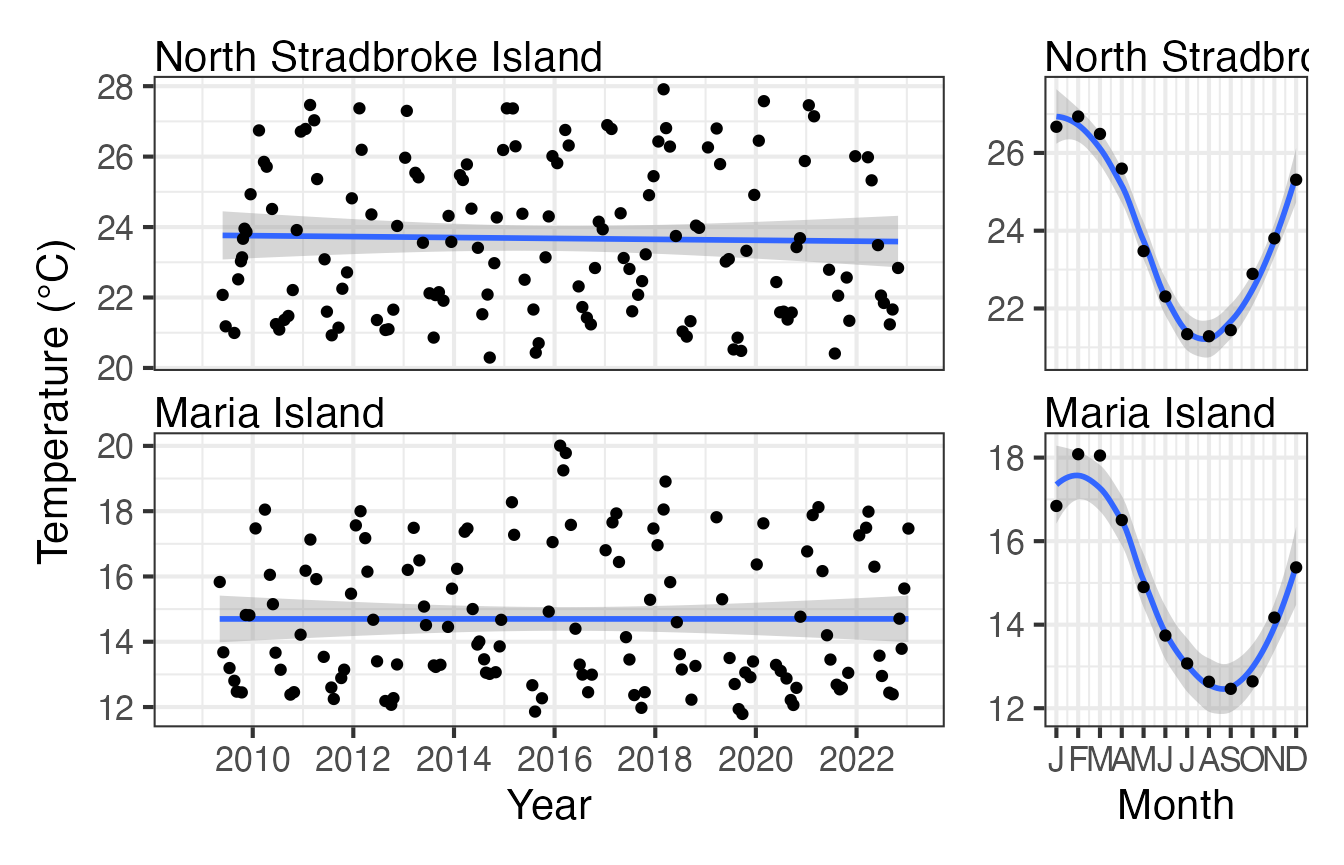 North Stradbroke Island
28
26
24
22
20
North Stradbro
26
24
22
Temperature (°C)
Maria Island
20
18
16
14
12
2010 2012 2014 2016 2018 2020 2022
Year
Maria Island
18
16
14
12
J F M A M J J A S O N D
Month